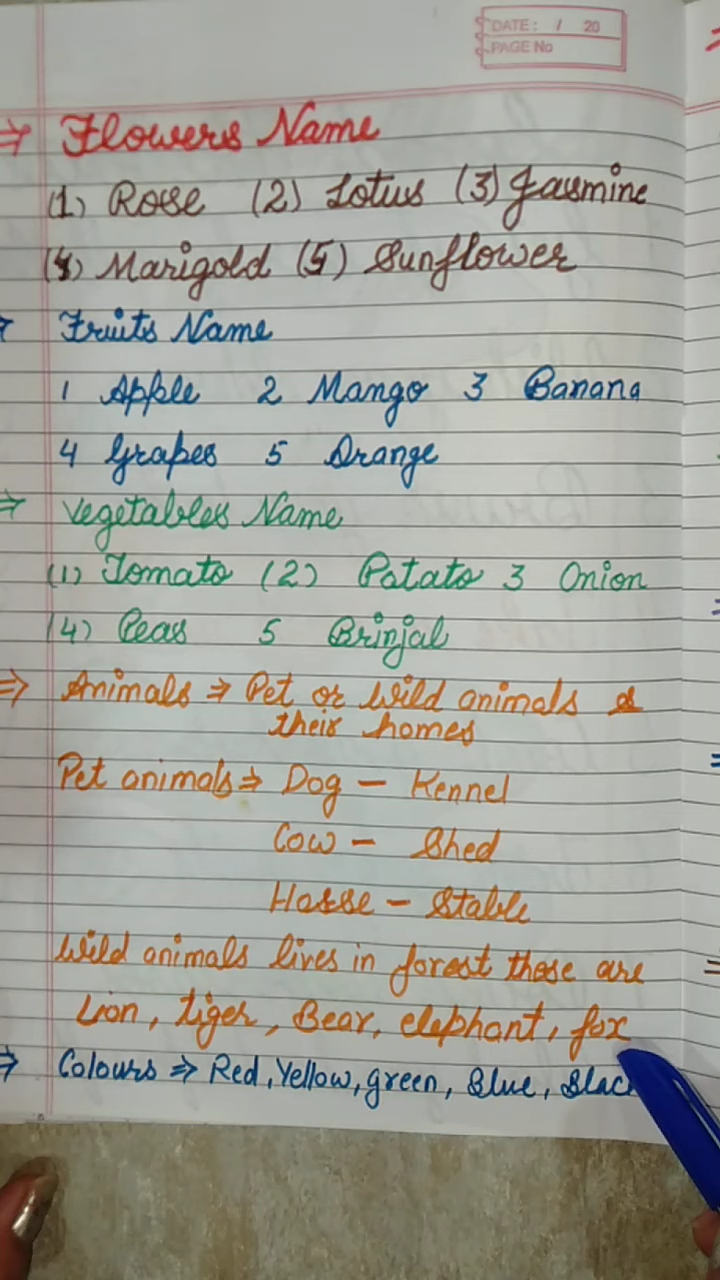 DATE: / 20
PAGE No
⇒ Flowers Name
(1) Rose (2) Lotus (3) Jasmine
(4) Marigold (5) Sunflower
Fruits Name
1 Apple 2 Mango 3 Banana
4 Grapes 5 Orange
⇒ Vegetables Name
(1) Tomato (2) Potato 3 Onion
(4) Peas 5 Brinjal
⇒ Animals ⇒ Pet or Wild animals &
their homes
Pet animals ⇒ Dog – Kennel
Cow – Shed
Horse – Stable
Wild animals lives in forest those are
Lion, tiger, Bear, elephant, fox
⇒ Colours ⇒ Red, Yellow, green, Blue, Blac